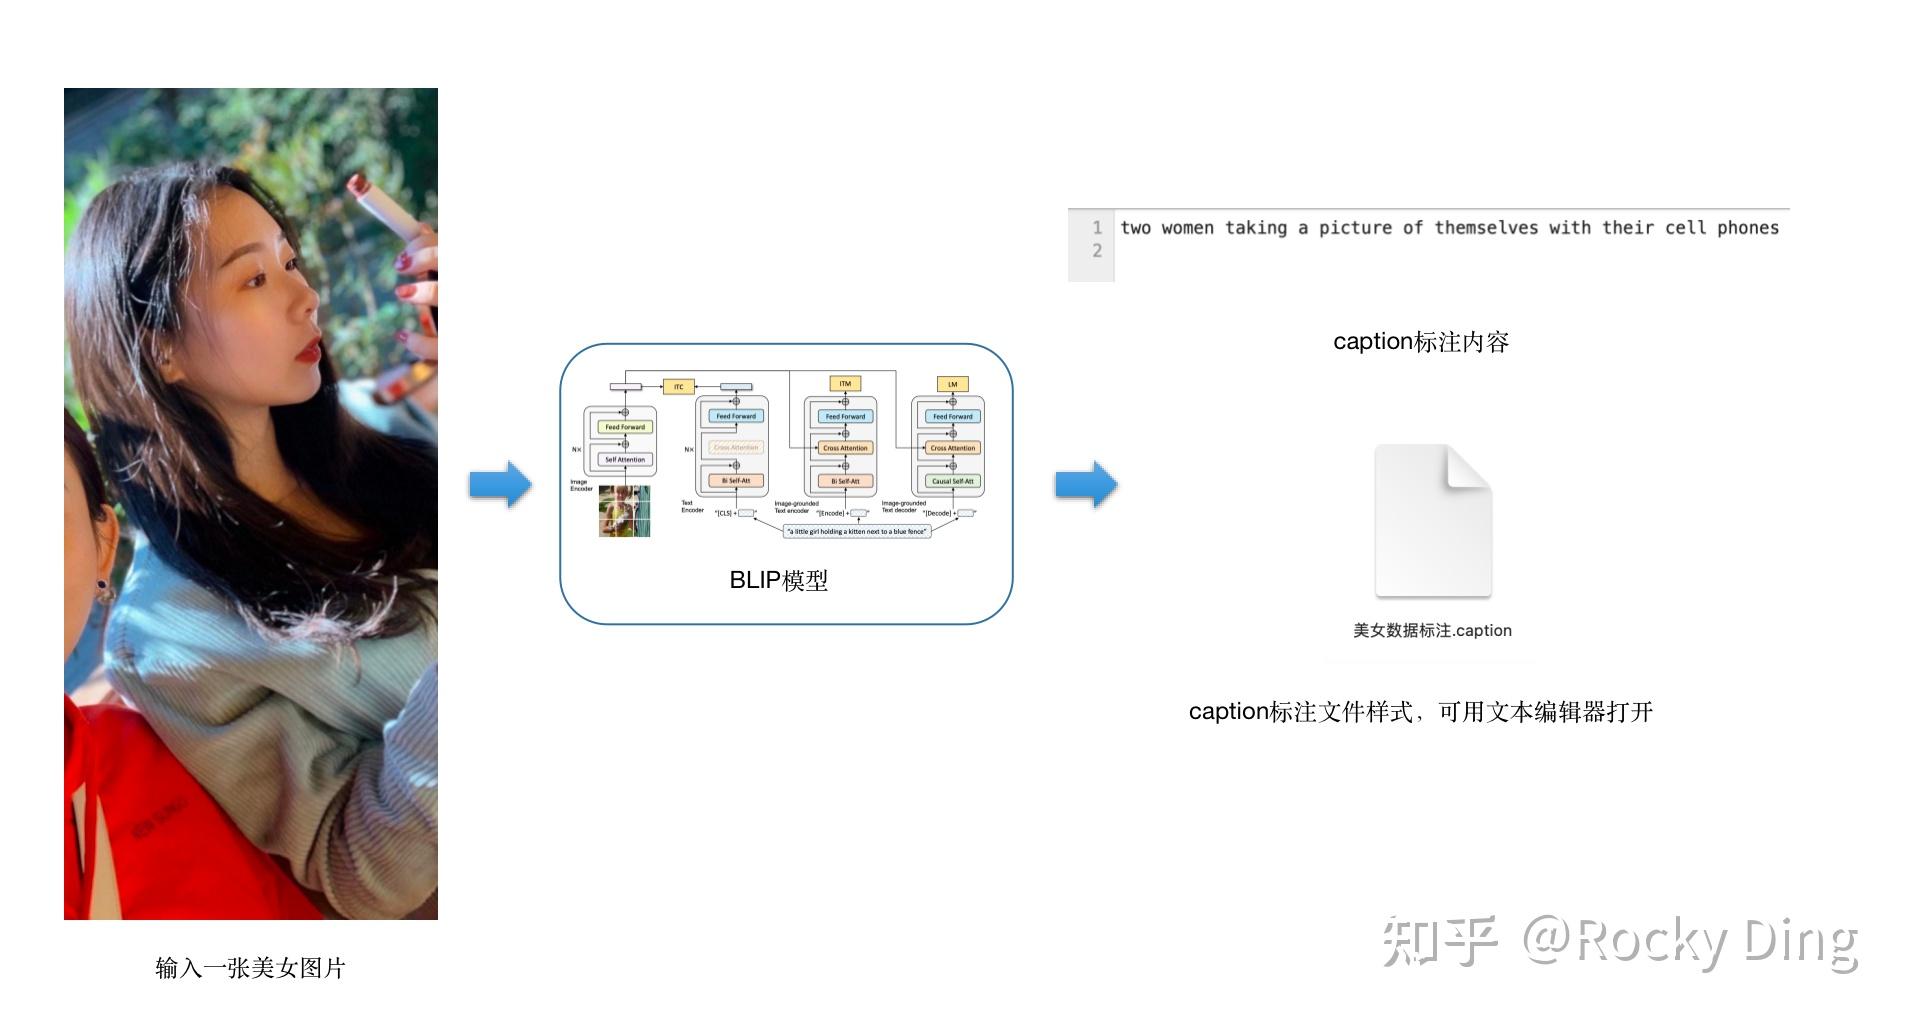 输入一张美女图片
ITC
Feed Forward
Self Attention
N×
Image
Encoder
Feed Forward
Cross Attention
Bi Self-Att
N×
Text
Encoder
"[CLS] + "
ITM
Feed Forward
Cross Attention
Bi Self-Att
Image-grounded
Text encoder
"[Encode] + "
LM
Feed Forward
Cross Attention
Causal Self-Att
Image-grounded
Text decoder
"[Decode] + "
"a little girl holding a kitten next to a blue fence"
BLIP模型
1 two women taking a picture of themselves with their cell phones
2
caption标注内容
美女数据标注.caption
caption标注文件样式，可用文本编辑器打开
知乎 @Rocky Ding